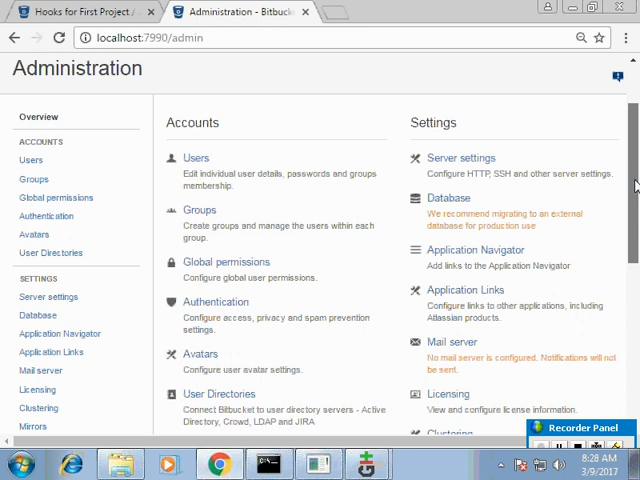 Hooks for First Project /
Administration - Bitbuck
localhost:7990/admin
Administration
Overview
ACCOUNTS
Users
Groups
Global permissions
Authentication
Avatars
User Directories
SETTINGS
Server settings
Database
Application Navigator
Application Links
Mail server
Licensing
Clustering
Mirrors
Accounts
Users
Edit individual user details, passwords and groups
membership.
Groups
Create groups and manage the users within each
group.
Global permissions
Configure global user permissions.
Authentication
Configure access, privacy and spam prevention
settings.
Avatars
Configure user avatar settings.
User Directories
Connect Bitbucket to user directory servers - Active
Directory, Crowd, LDAP and JIRA
Settings
Server settings
Configure HTTP, SSH and other server settings.
Database
We recommend migrating to an external
database for production use
Application Navigator
Add links to the Application Navigator
Application Links
Configure links to other applications, including
Atlassian products.
Mail server
No mail server is configured. Notifications will not
be sent.
Licensing
View and configure license information.
Clustering
Recorder Panel
8:28 AM
3/9/2017